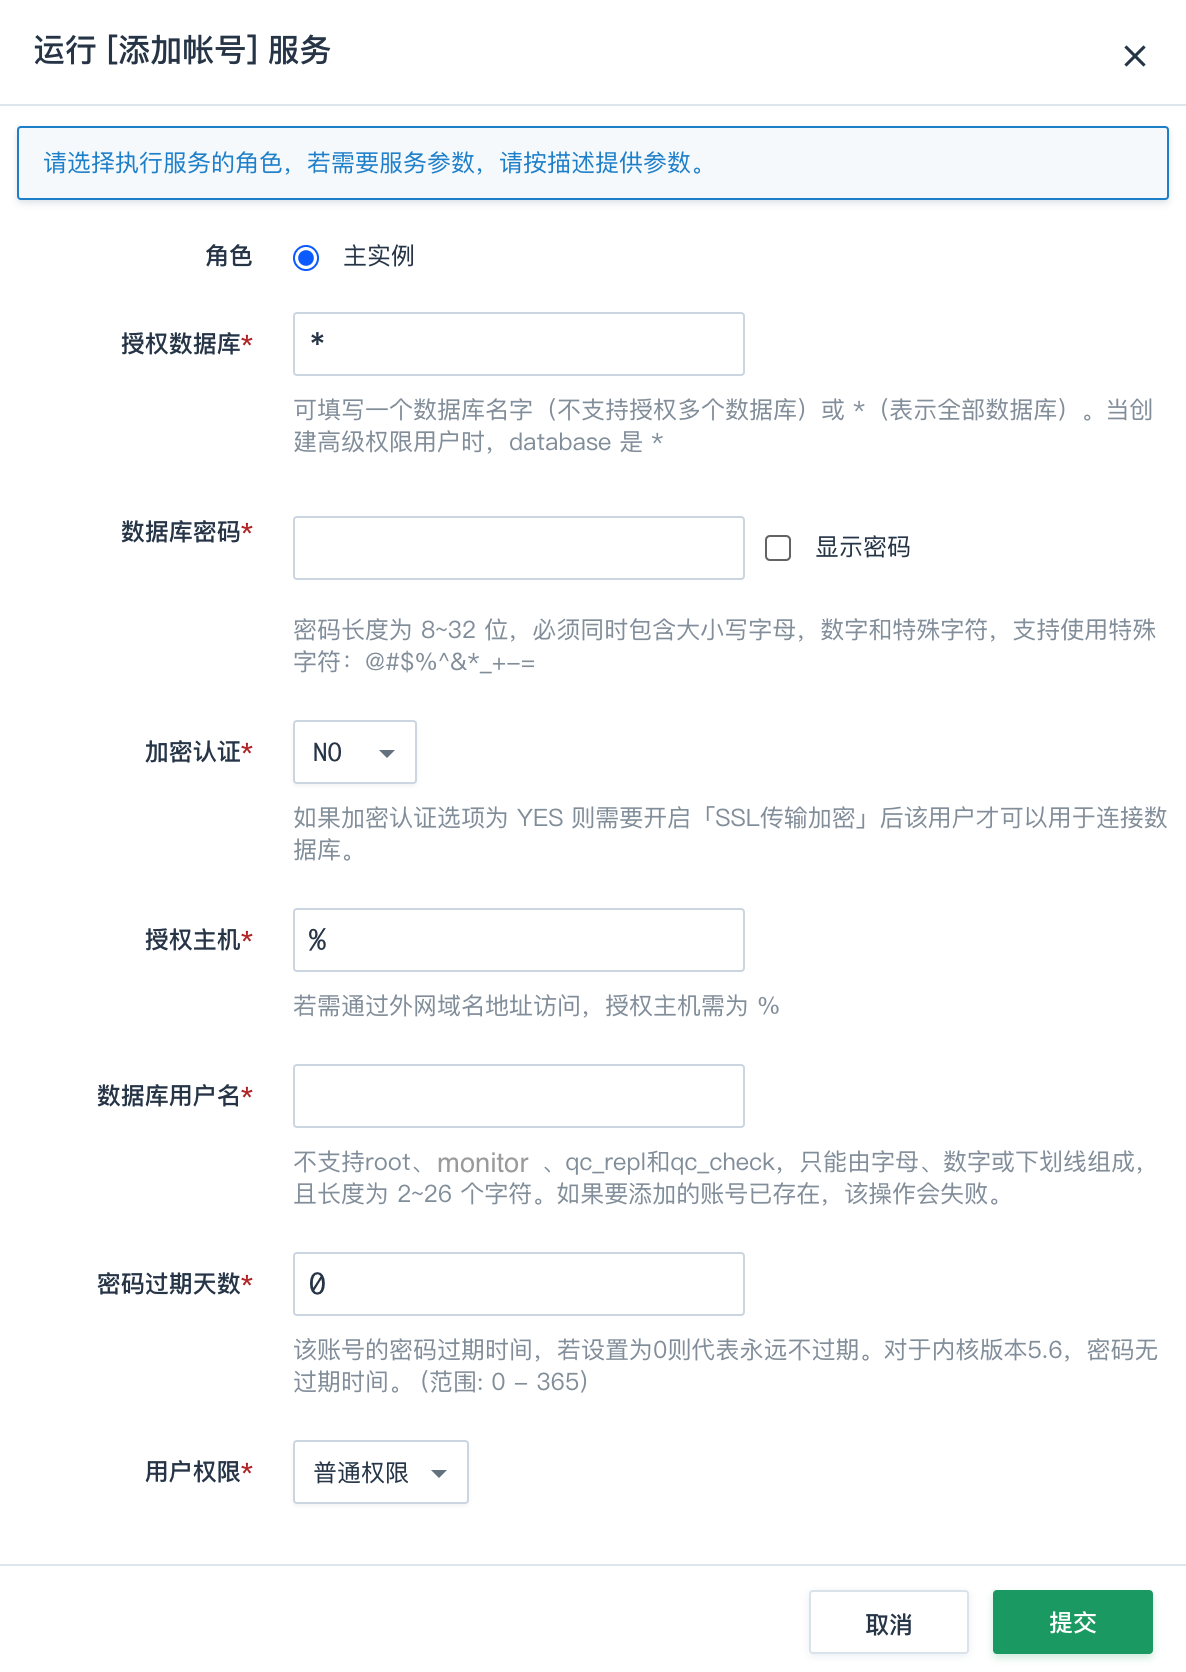 运行 [添加帐号] 服务
请选择执行服务的角色，若需要服务参数，请按描述提供参数。
角色 主实例
授权数据库* *
可填写一个数据库名字（不支持授权多个数据库）或 *（表示全部数据库）。当创
建高级权限用户时，database 是 *
数据库密码* 显示密码
密码长度为 8~32 位，必须同时包含大小写字母，数字和特殊字符，支持使用特殊
字符：@#$%^&*_+-=
加密认证* NO
如果加密认证选项为 YES 则需要开启「SSL传输加密」后该用户才可以用于连接数
据库。
授权主机* %
若需通过外网域名地址访问，授权主机需为 %
数据库用户名*
不支持root、monitor 、qc_repl和qc_check，只能由字母、数字或下划线组成，
且长度为 2~26 个字符。如果要添加的账号已存在，该操作会失败。
密码过期天数* 0
该账号的密码过期时间，若设置为0则代表永远不过期。对于内核版本5.6，密码无
过期时间。（范围: 0 - 365）
用户权限* 普通权限
取消 提交